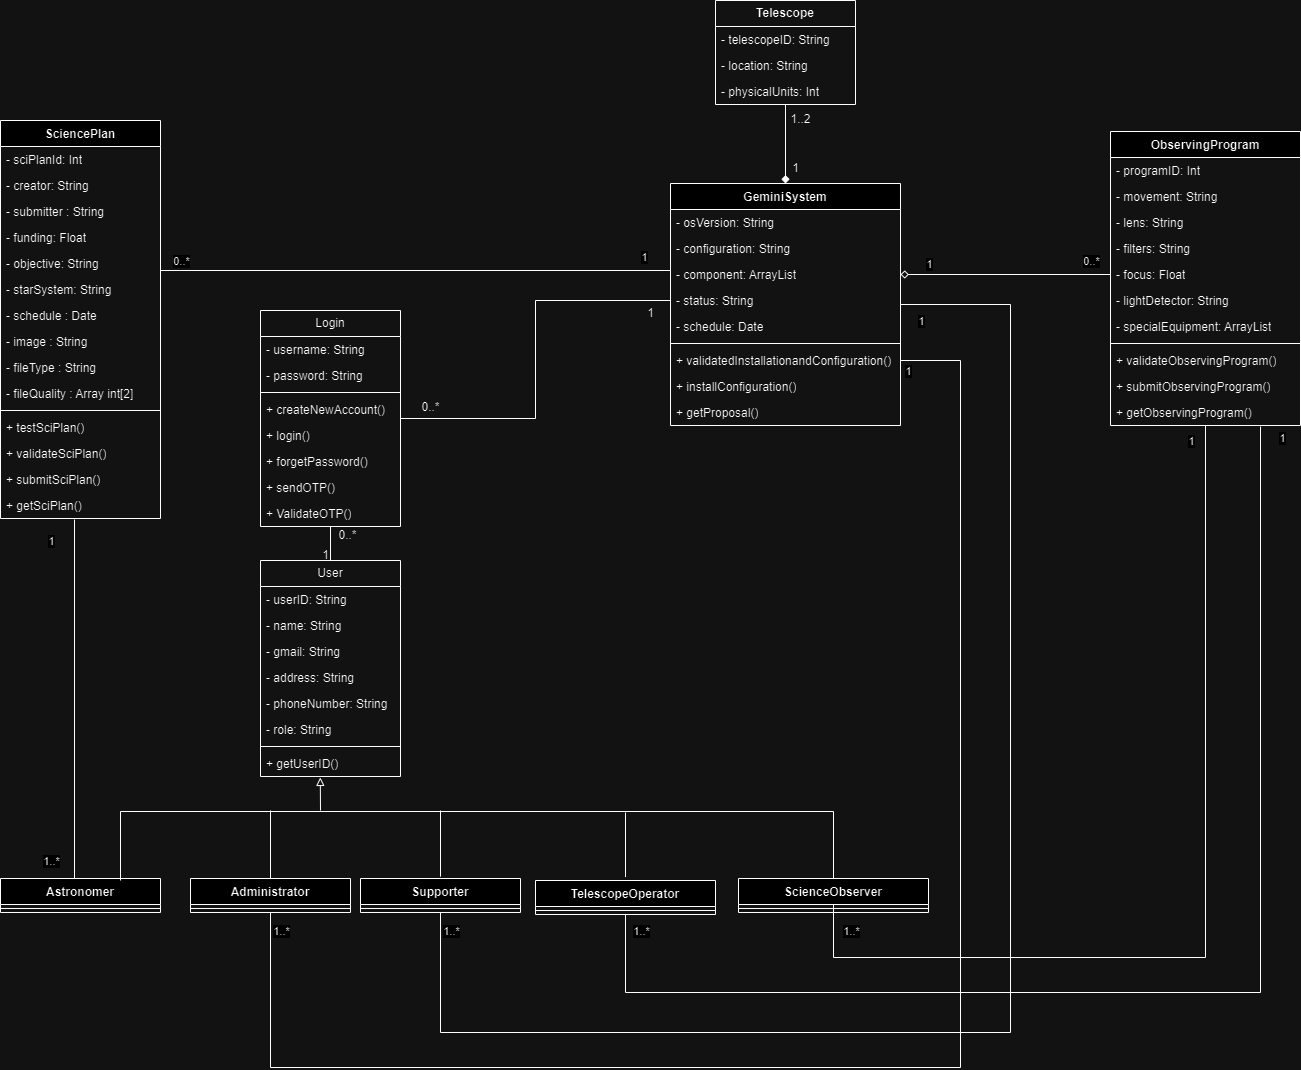 Telescope
- telescopeID: String
- location: String
- physicalUnits: Int
1..2
1
SciencePlan
- sciPlanId: Int
- creator: String
- submitter : String
- funding: Float
- objective: String
- starSystem: String
- schedule : Date
- image : String
- fileType : String
- fileQuality : Array int[2]
+ testSciPlan()
+ validateSciPlan()
+ submitSciPlan()
+ getSciPlan()
0..*
1
1
1..*
GeminiSystem
- osVersion: String
- configuration: String
- component: ArrayList
- status: String
- schedule: Date
+ validatedInstallationandConfiguration()
+ installConfiguration()
+ getProposal()
1
0..*
1
1
1
ObservingProgram
- programID: Int
- movement: String
- lens: String
- filters: String
- focus: Float
- lightDetector: String
- specialEquipment: ArrayList
+ validateObservingProgram()
+ submitObservingProgram()
+ getObservingProgram()
1
1
Login
- username: String
- password: String
+ createNewAccount()
+ login()
+ forgetPassword()
+ sendOTP()
+ ValidateOTP()
0..*
0..*
1
User
- userID: String
- name: String
- gmail: String
- address: String
- phoneNumber: String
- role: String
+ getUserID()
Astronomer
Administrator
Supporter
TelescopeOperator
ScienceObserver
1..*
1..*
1..*
1..*